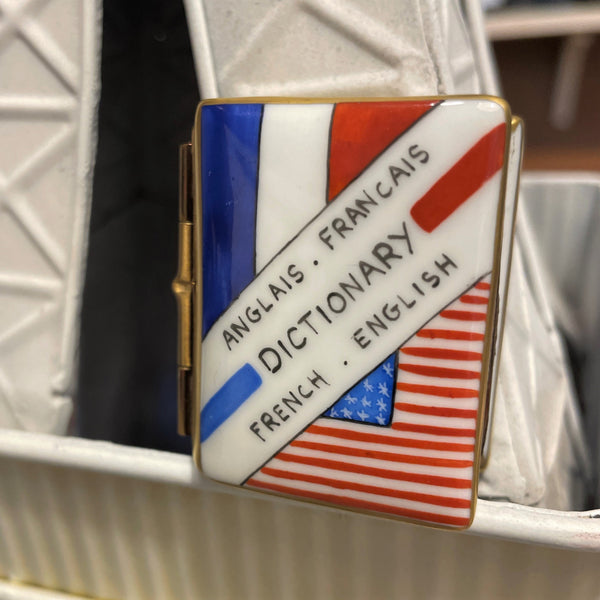 ANGLAIS . FRANCAIS
DICTIONARY
FRENCH . ENGLISH